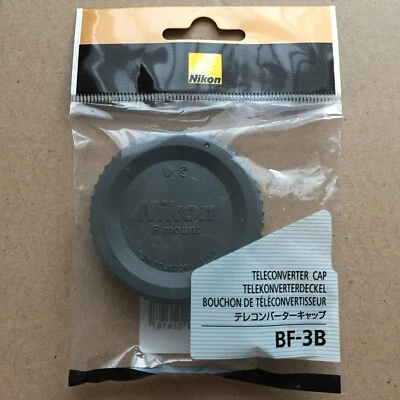 Nikon
Nikon
F mount
TELECONVERTER CAP
TELEKONVERTERDECKEL
BOUCHON DE TÉLÉCONVERTISSEUR
テレコンバーターキャップ
BF-3B